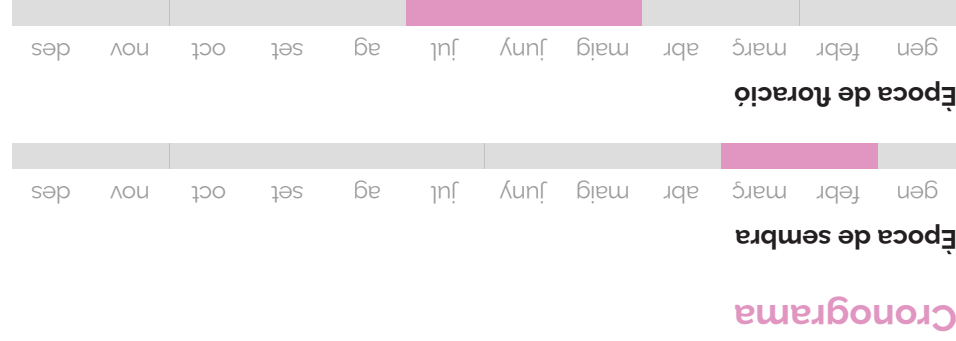 Cronograma
Època de sembra
gen febr març abr maig juny jul ag set oct nov des
Època de floració
gen febr març abr maig juny jul ag set oct nov des